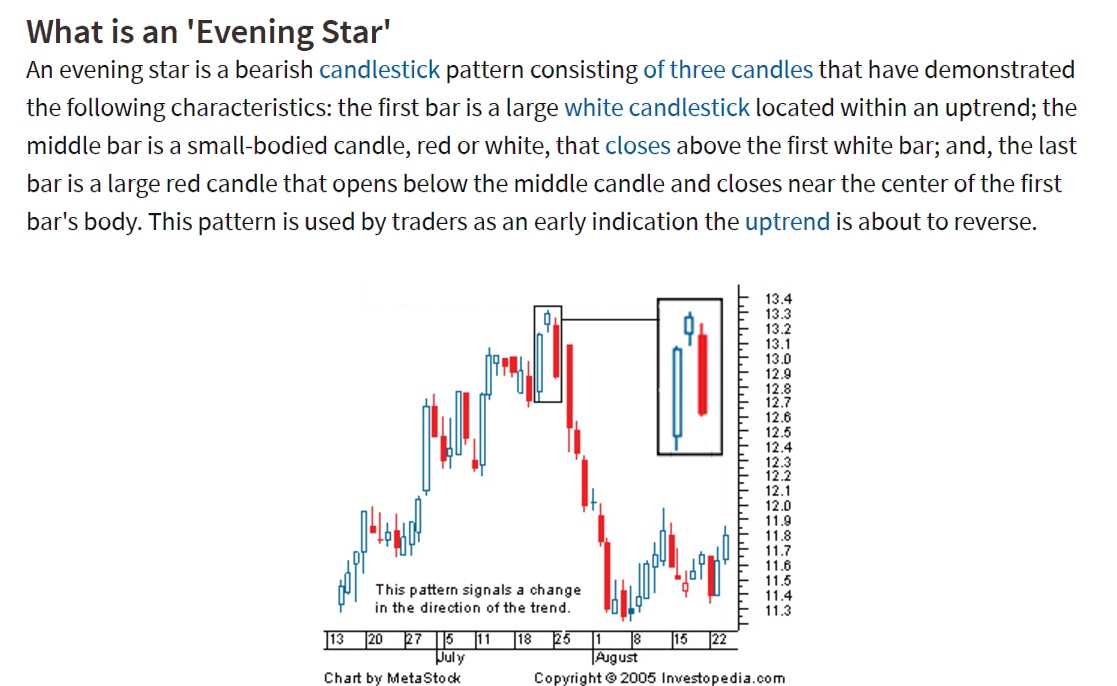 What is an 'Evening Star'
An evening star is a bearish candlestick pattern consisting of three candles that have demonstrated
the following characteristics: the first bar is a large white candlestick located within an uptrend; the
middle bar is a small-bodied candle, red or white, that closes above the first white bar; and, the last
bar is a large red candle that opens below the middle candle and closes near the center of the first
bar's body. This pattern is used by traders as an early indication the uptrend is about to reverse.
13.4
13.3
13.2
13.1
13.0
12.9
12.8
12.7
12.6
12.5
12.4
12.3
12.2
12.1
12.0
11.9
11.8
11.7
11.6
11.5
11.4
11.3
This pattern signals a change
in the direction of the trend.
13 20 27 5 11 18 25 1 8 15 22
July August
Chart by MetaStock Copyright © 2005 Investopedia.com